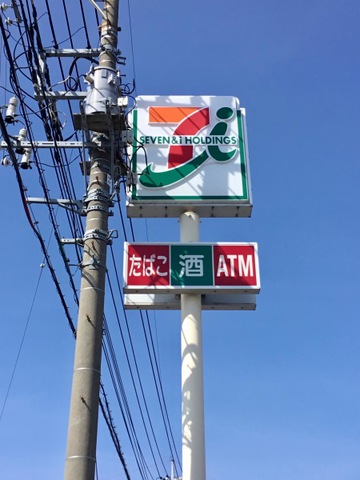 SEVEN & i HOLDINGS
たばこ 酒 ATM